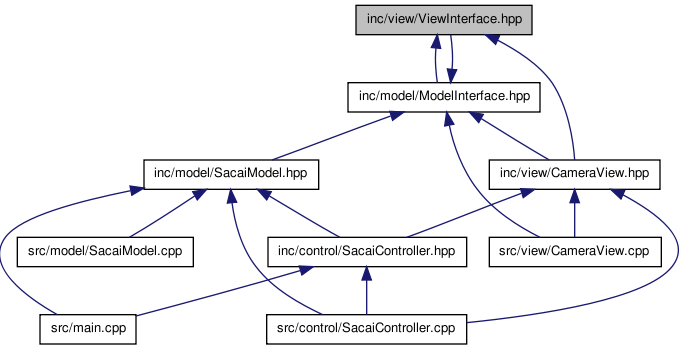 inc/view/ViewInterface.hpp
inc/model/ModelInterface.hpp
inc/model/SacaiModel.hpp
inc/view/CameraView.hpp
src/model/SacaiModel.cpp
inc/control/SacaiController.hpp
src/view/CameraView.cpp
src/main.cpp
src/control/SacaiController.cpp